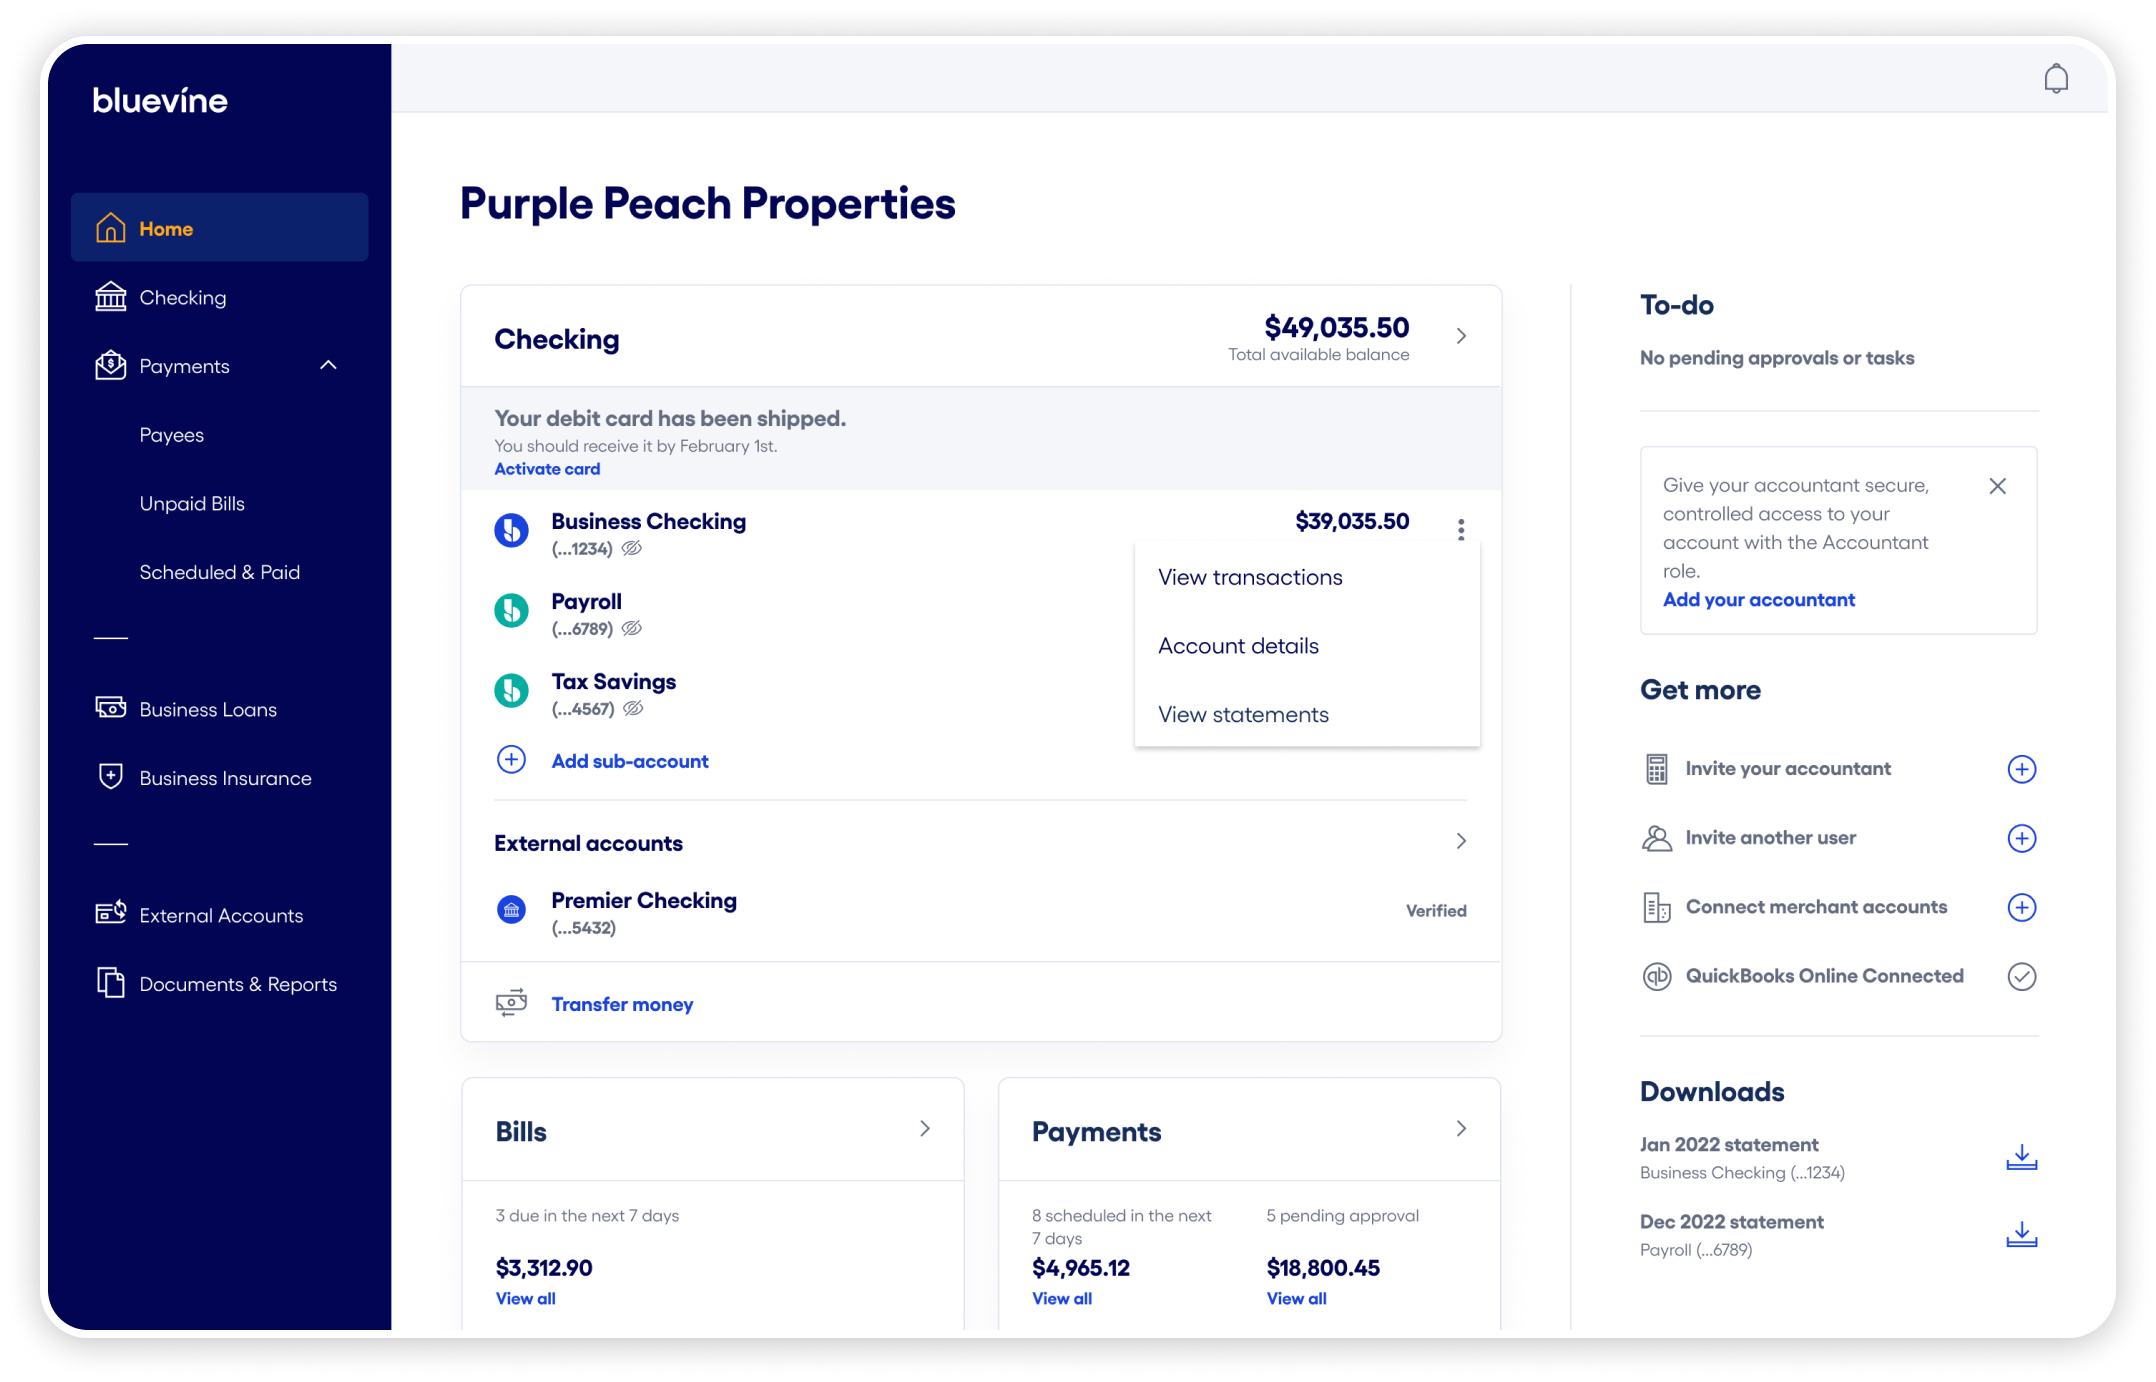 bluevíne
Home
Checking
Payments
Payees
Unpaid Bills
Scheduled & Paid
Business Loans
Business Insurance
External Accounts
Documents & Reports
Purple Peach Properties
Checking
$49,035.50
Total available balance
Your debit card has been shipped.
You should receive it by February 1st.
Activate card
Business Checking
(...1234)
$39,035.50
View transactions
Account details
View statements
Payroll
(...6789)
Tax Savings
(...4567)
Add sub-account
External accounts
Premier Checking
(...5432)
Verified
Transfer money
Bills
3 due in the next 7 days
$3,312.90
View all
Payments
8 scheduled in the next
7 days
$4,965.12
View all
5 pending approval
$18,800.45
View all
To-do
No pending approvals or tasks
Give your accountant secure,
controlled access to your
account with the Accountant
role.
Add your accountant
Get more
Invite your accountant
Invite another user
Connect merchant accounts
qb
QuickBooks Online Connected
Downloads
Jan 2022 statement
Business Checking (...1234)
Dec 2022 statement
Payroll (...6789)